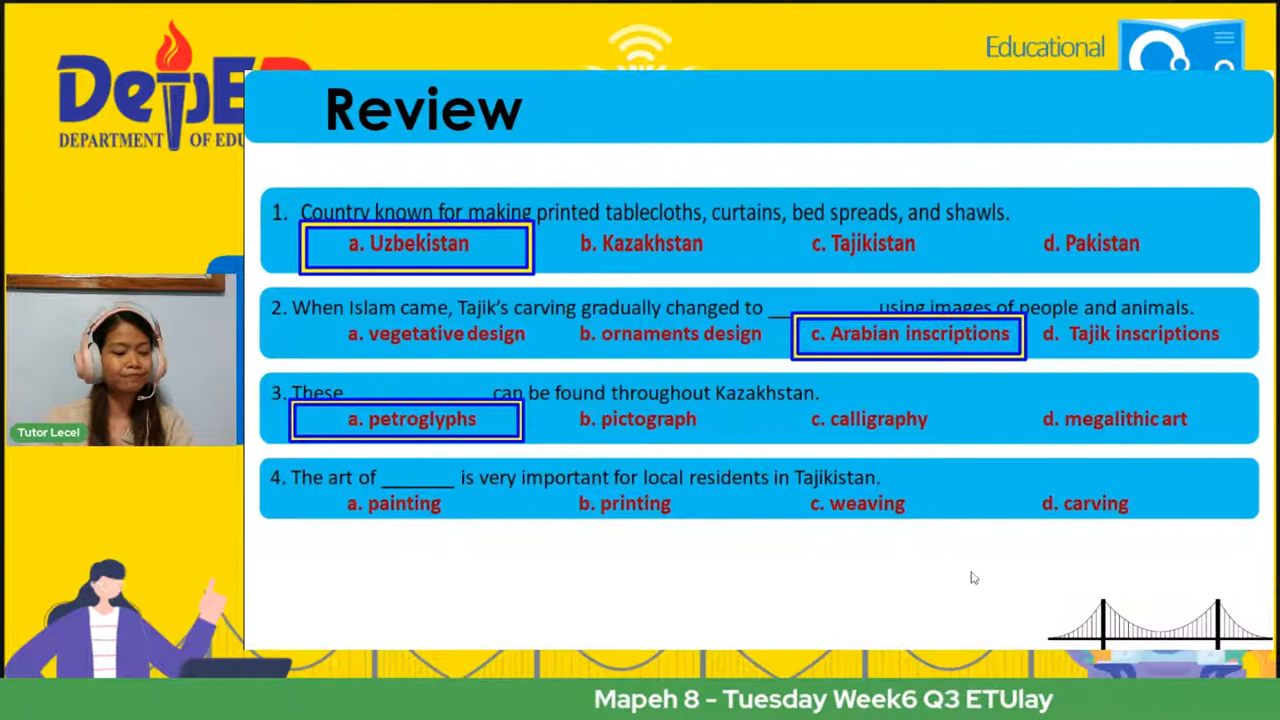 Educational
DepED
DEPARTMENT OF EDU
Review
1. Country known for making printed tablecloths, curtains, bed spreads, and shawls.
a. Uzbekistan b. Kazakhstan c. Tajikistan d. Pakistan
2. When Islam came, Tajik's carving gradually changed to __________ using images of people and animals.
a. vegetative design b. ornaments design c. Arabian inscriptions d. Tajik inscriptions
3. These ______________ can be found throughout Kazakhstan.
a. petroglyphs b. pictograph c. calligraphy d. megalithic art
4. The art of _______ is very important for local residents in Tajikistan.
a. painting b. printing c. weaving d. carving
Tutor Lecel
Mapeh 8 - Tuesday Week6 Q3 ETUlay